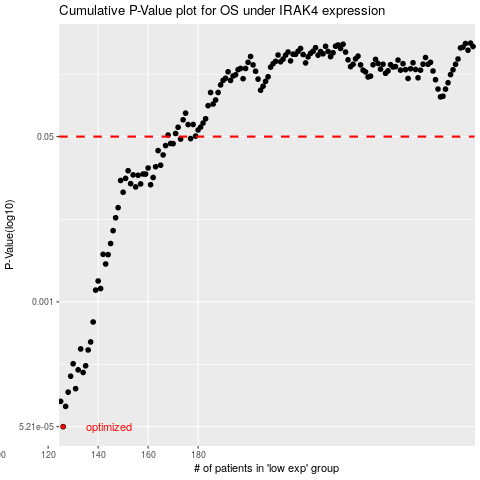 Cumulative P-Value plot for OS under IRAK4 expression
P-Value(log10)
0.05
0.001
5.21e-05
optimized
00 120 140 160 180
# of patients in 'low exp' group